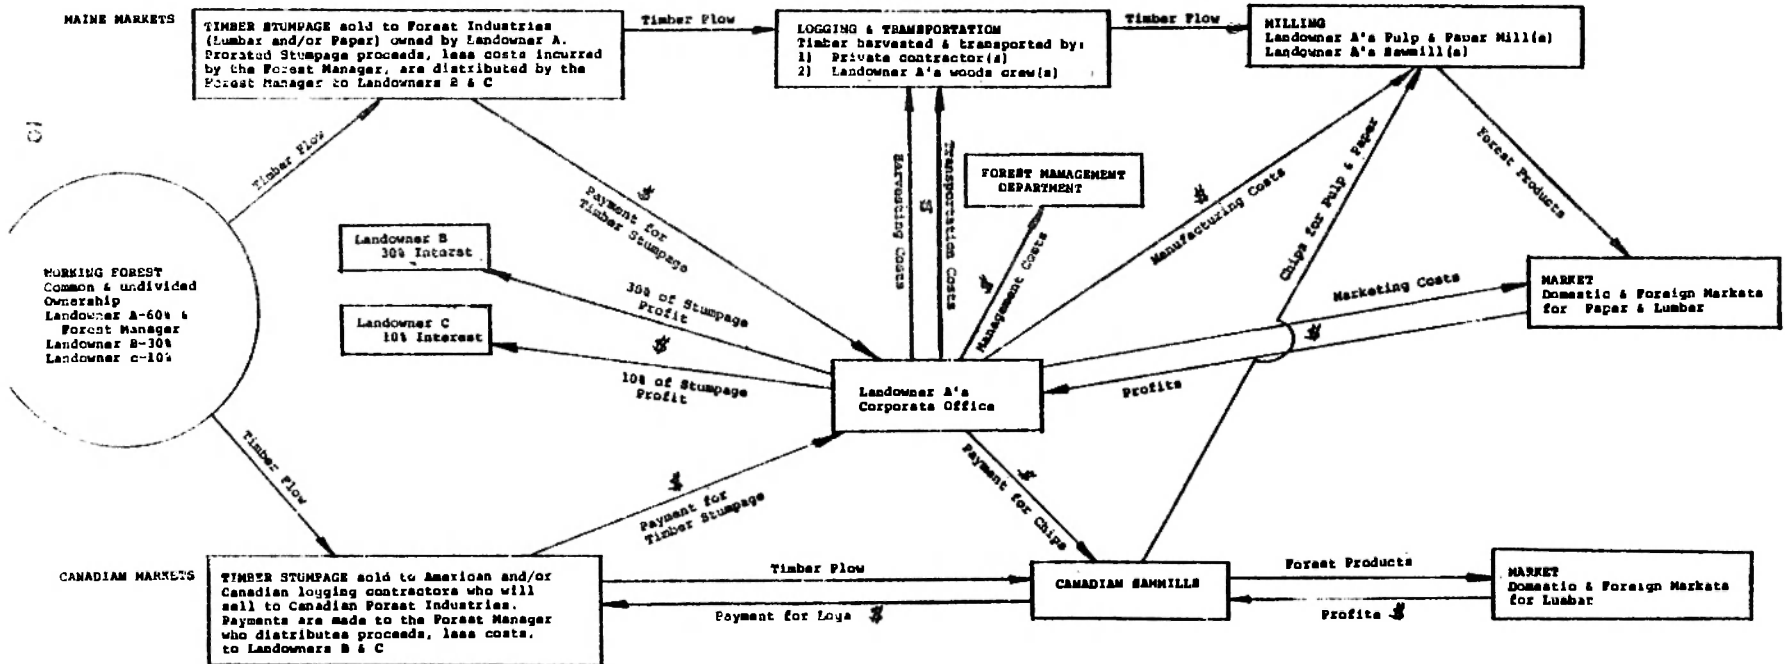 MAINE MARKETS
TIMBER STUMPAGE sold to Forest Industries
(Lumbar and/or Paper) owned by Landowner A.
Prorated Stumpage proceeds, less costs incurred
by the Forest Manager, are distributed by the
Forest Manager to Landowners B & C
Timber Flow
LOGGING & TRANSPORTATION
Timber harvested & transported by:
1) Private contractor(s)
2) Landowner A's woods crew(s)
Timber Flow
MILLING
Landowner A's Pulp & Paper Mill(s)
Landowner A's Sawmill(s)
Timber Flow
Payment for
Timber Stumpage
$
Harvesting Costs
$
Transportation Costs
FOREST MANAGEMENT
DEPARTMENT
Management Costs
$
Manufacturing Costs
$
Chips for Pulp & Paper
Forest Products
WORKING FOREST
Common & undivided
Ownership
Landowner A-60% &
Forest Manager
Landowner B-30%
Landowner C-10%
Landowner B
30% Interest
30% of Stumpage
Profit
$
Landowner C
10% Interest
10% of Stumpage
Profit
Landowner A's
Corporate Office
Marketing Costs
$
Profits
MARKET
Domestic & Foreign Markets
for Paper & Lumber
Timber Flow
$
Payment for
Timber Stumpage
$
Payment for Chips
CANADIAN MARKETS
TIMBER STUMPAGE sold to American and/or
Canadian logging contractors who will
sell to Canadian Forest Industries.
Payments are made to the Forest Manager
who distributes proceeds, less costs,
to Landowners B & C
Timber Flow
Payment for Logs $
CANADIAN SAWMILLS
Forest Products
Profits $
MARKET
Domestic & Foreign Markets
for Lumber